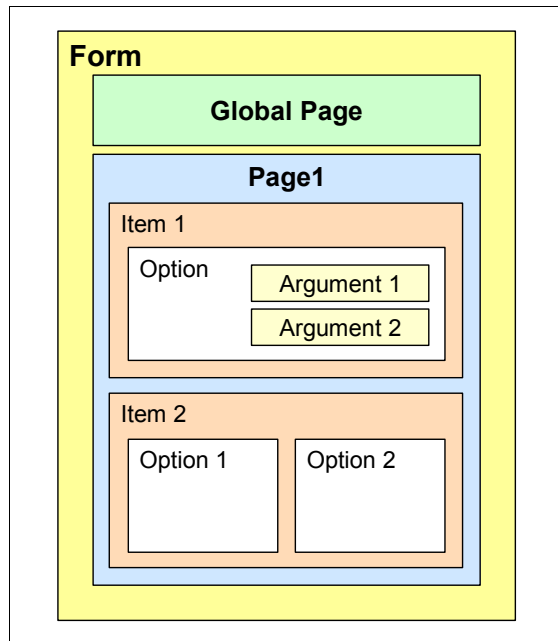 Form
Global Page
Page1
Item 1
Option
Argument 1
Argument 2
Item 2
Option 1
Option 2